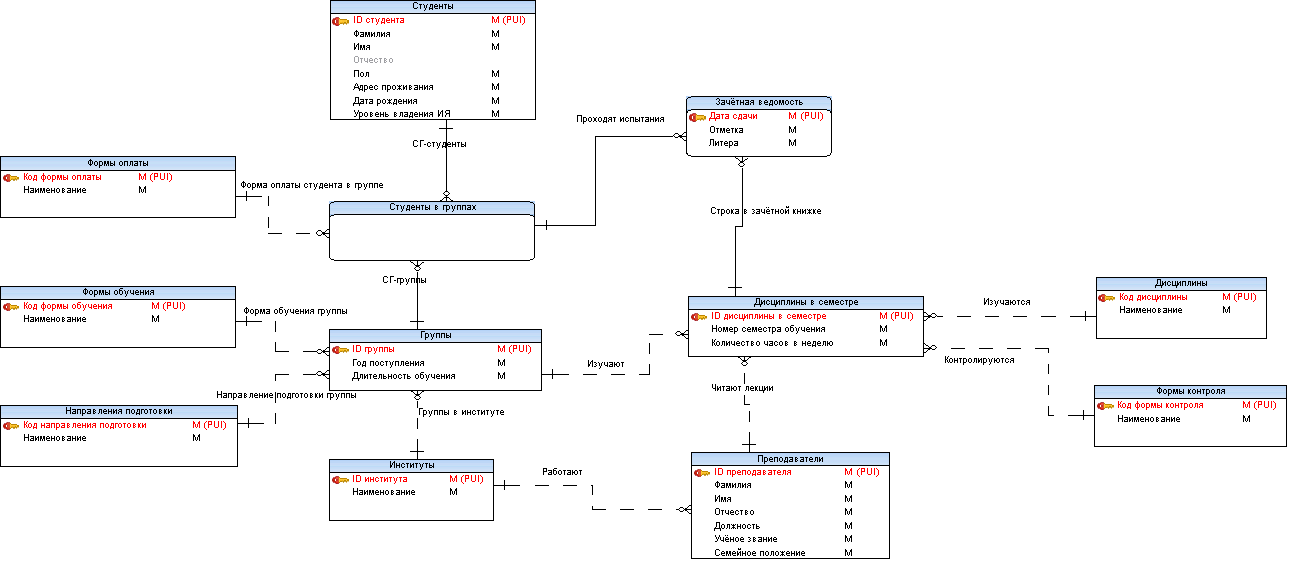 Студенты
ID студента M (PUI)
Фамилия M
Имя M
Отчество
Пол M
Адрес проживания M
Дата рождения M
Уровень владения ИЯ M
СГ-студенты
Проходят испытания
Зачётная ведомость
Дата сдачи M (PUI)
Отметка M
Литера M
Формы оплаты
Код формы оплаты M (PUI)
Наименование M
Форма оплаты студента в группе
Студенты в группах
Строка в зачётной книжке
СГ-группы
Формы обучения
Код формы обучения M (PUI)
Наименование M
Форма обучения группы
Группы
ID группы M (PUI)
Год поступления M
Длительность обучения M
Изучают
Дисциплины в семестре
ID дисциплины в семестре M (PUI)
Номер семестра обучения M
Количество часов в неделю M
Изучаются
Дисциплины
Код дисциплины M (PUI)
Наименование M
Контролируются
Формы контроля
Код формы контроля M (PUI)
Наименование M
Направление подготовки группы
Направления подготовки
Код направления подготовки M (PUI)
Наименование M
Группы в институте
Читают лекции
Институты
ID института M (PUI)
Наименование M
Работают
Преподаватели
ID преподавателя M (PUI)
Фамилия M
Имя M
Отчество M
Должность M
Учёное звание M
Семейное положение M